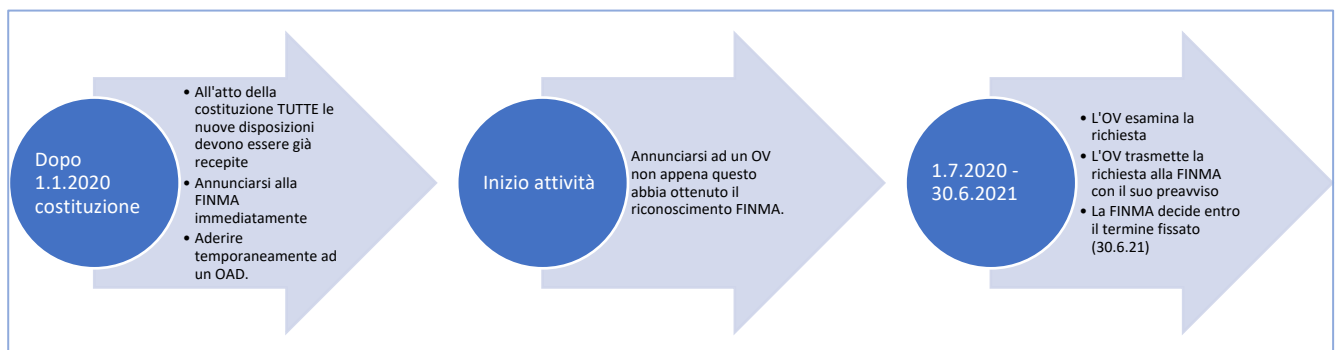 Dopo
1.1.2020
costituzione
• All'atto della
costituzione TUTTE le
nuove disposizioni
devono essere già
recepite
• Annunciarsi alla
FINMA
immediatamente
• Aderire
temporaneamente ad
un OAD.
Inizio attività
Annunciarsi ad un OV
non appena questo
abbia ottenuto il
riconoscimento FINMA.
1.7.2020 -
30.6.2021
• L'OV esamina la
richiesta
• L'OV trasmette la
richiesta alla FINMA
con il suo preavviso
• La FINMA decide entro
il termine fissato
(30.6.21)